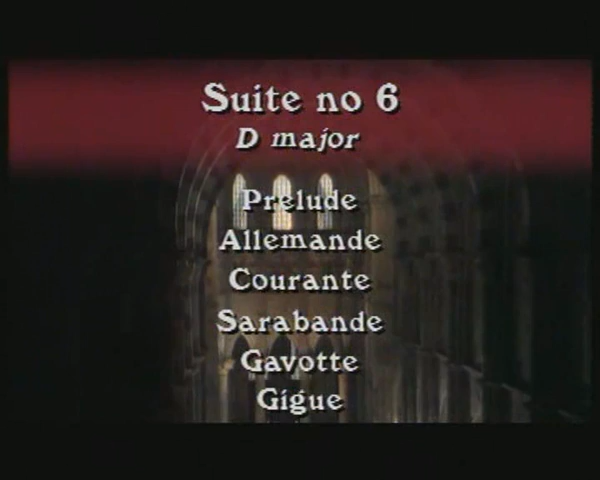 Suite no 6
D major
Prelude
Allemande
Courante
Sarabande
Gavotte
Gigue